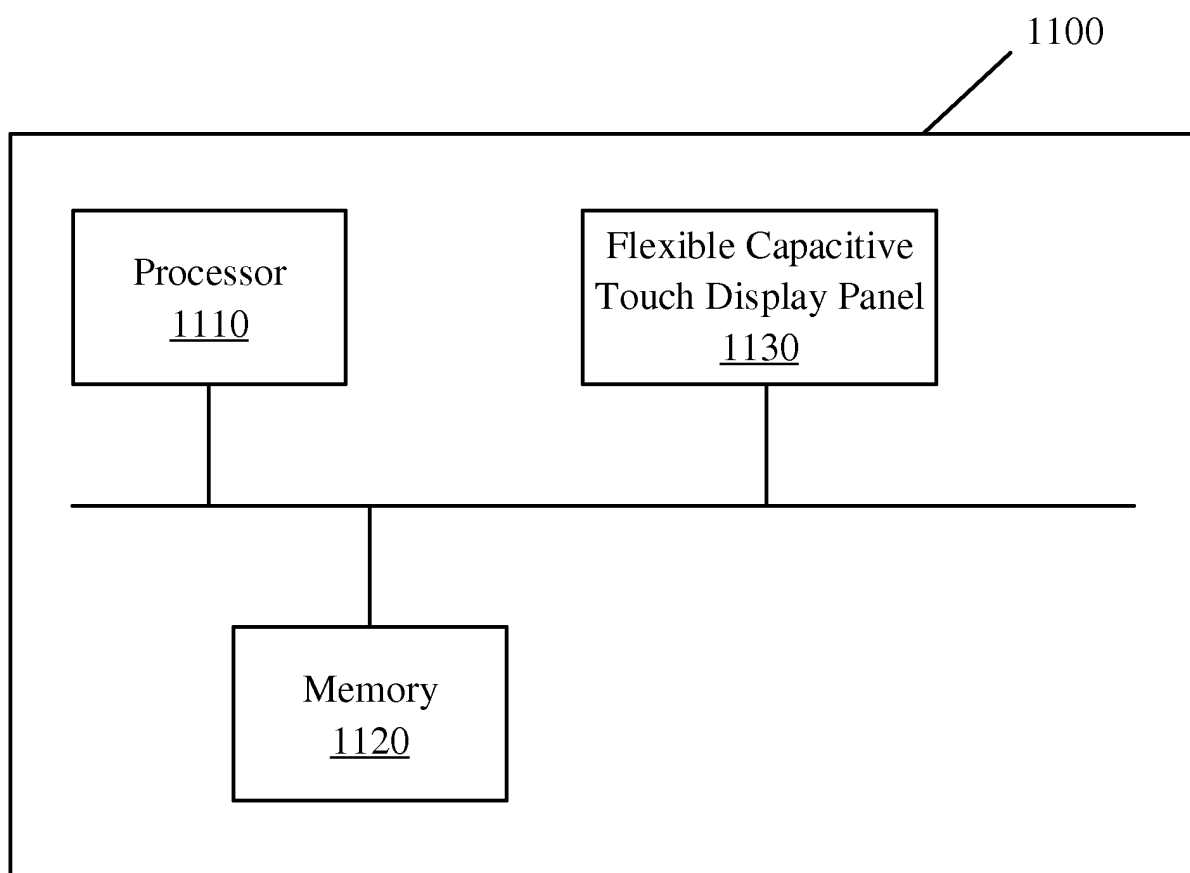 1100
Processor
1110
Flexible Capacitive
Touch Display Panel
1130
Memory
1120